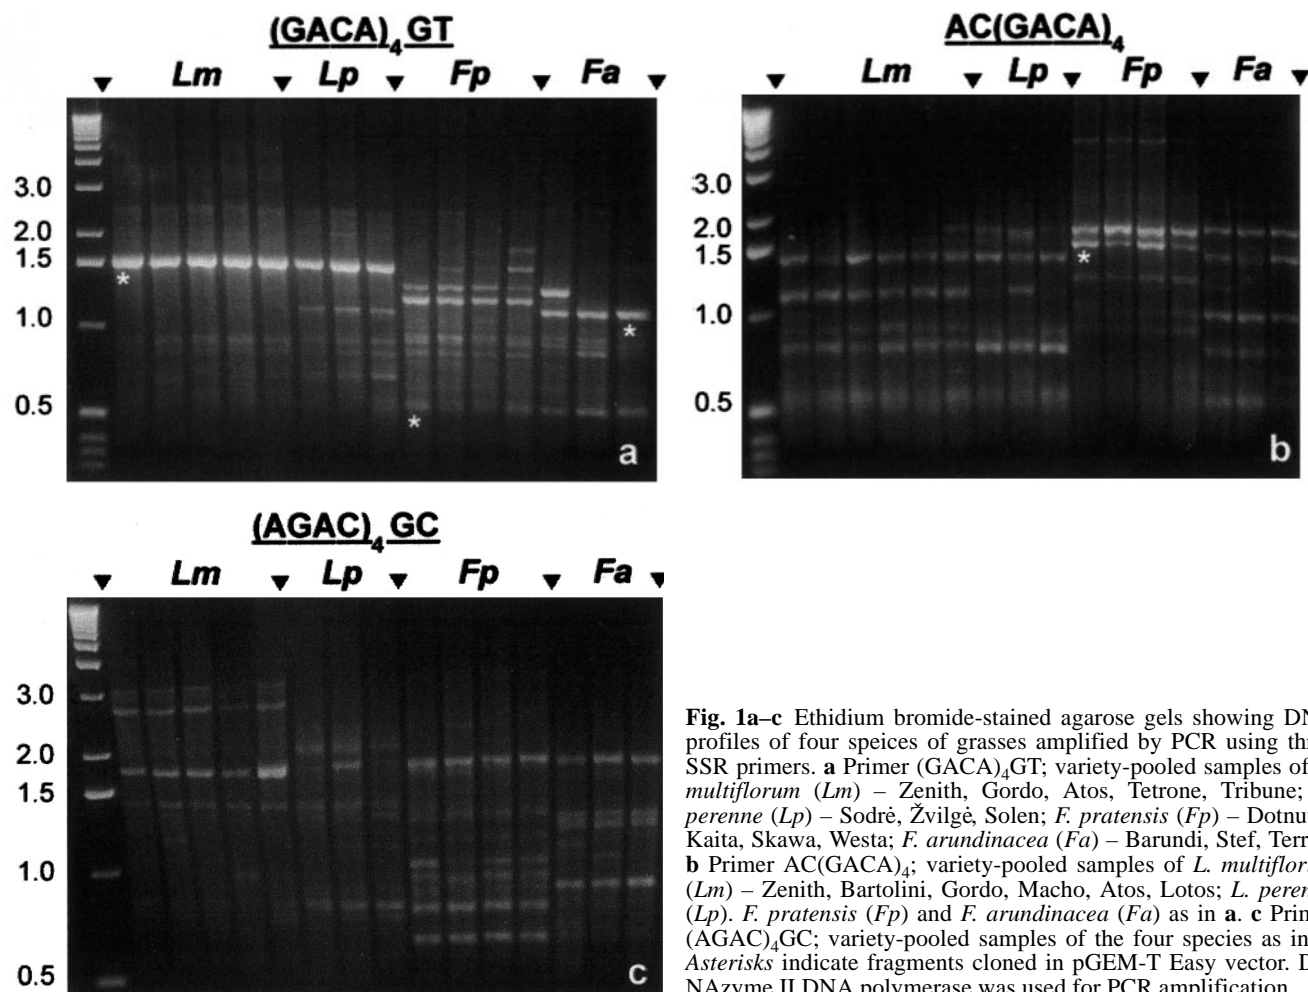 (GACA)4GT
Lm Lp Fp Fa
3.0
2.0
1.5
1.0
0.5
*
*
*
a
AC(GACA)4
Lm Lp Fp Fa
3.0
2.0
1.5
1.0
0.5
*
b
(AGAC)4GC
Lm Lp Fp Fa
3.0
2.0
1.5
1.0
0.5
c
Fig. 1a–c Ethidium bromide-stained agarose gels showing DN
profiles of four speices of grasses amplified by PCR using thr
SSR primers. a Primer (GACA)4GT; variety-pooled samples of
multiflorum (Lm) – Zenith, Gordo, Atos, Tetrone, Tribune;
perenne (Lp) – Sodrė, Žvilgė, Solen; F. pratensis (Fp) – Dotnu
Kaita, Skawa, Westa; F. arundinacea (Fa) – Barundi, Stef, Terr
b Primer AC(GACA)4; variety-pooled samples of L. multiflor
(Lm) – Zenith, Bartolini, Gordo, Macho, Atos, Lotos; L. peren
(Lp). F. pratensis (Fp) and F. arundinacea (Fa) as in a. c Prin
(AGAC)4GC; variety-pooled samples of the four species as in
Asterisks indicate fragments cloned in pGEM-T Easy vector. D
NAzyme II DNA polymerase was used for PCR amplification